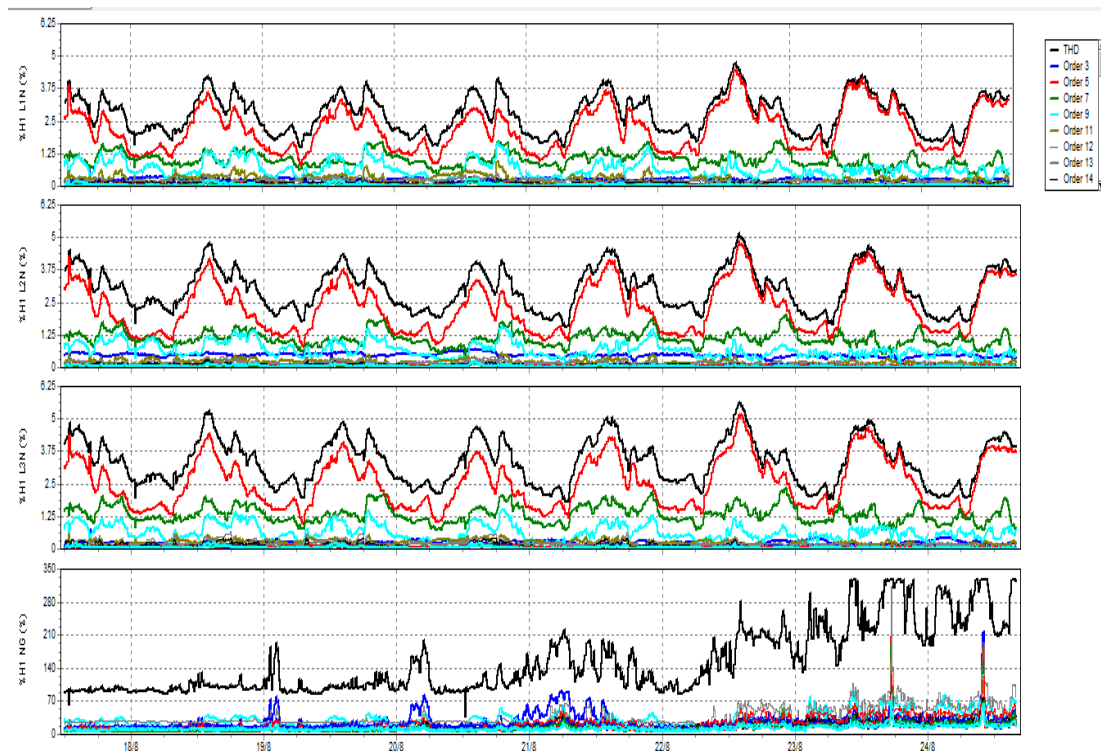 6.25
5
3.75
2.5
1.25
0
%H1 L1N (%)
THD
Order 3
Order 5
Order 7
Order 9
Order 11
Order 12
Order 13
Order 14
6.25
5
3.75
2.5
1.25
0
%H1 L2N (%)
6.25
5
3.75
2.5
1.25
0
%H1 L3N (%)
350
280
210
140
70
0
%H1 NG (%)
18/8 19/8 20/8 21/8 22/8 23/8 24/8